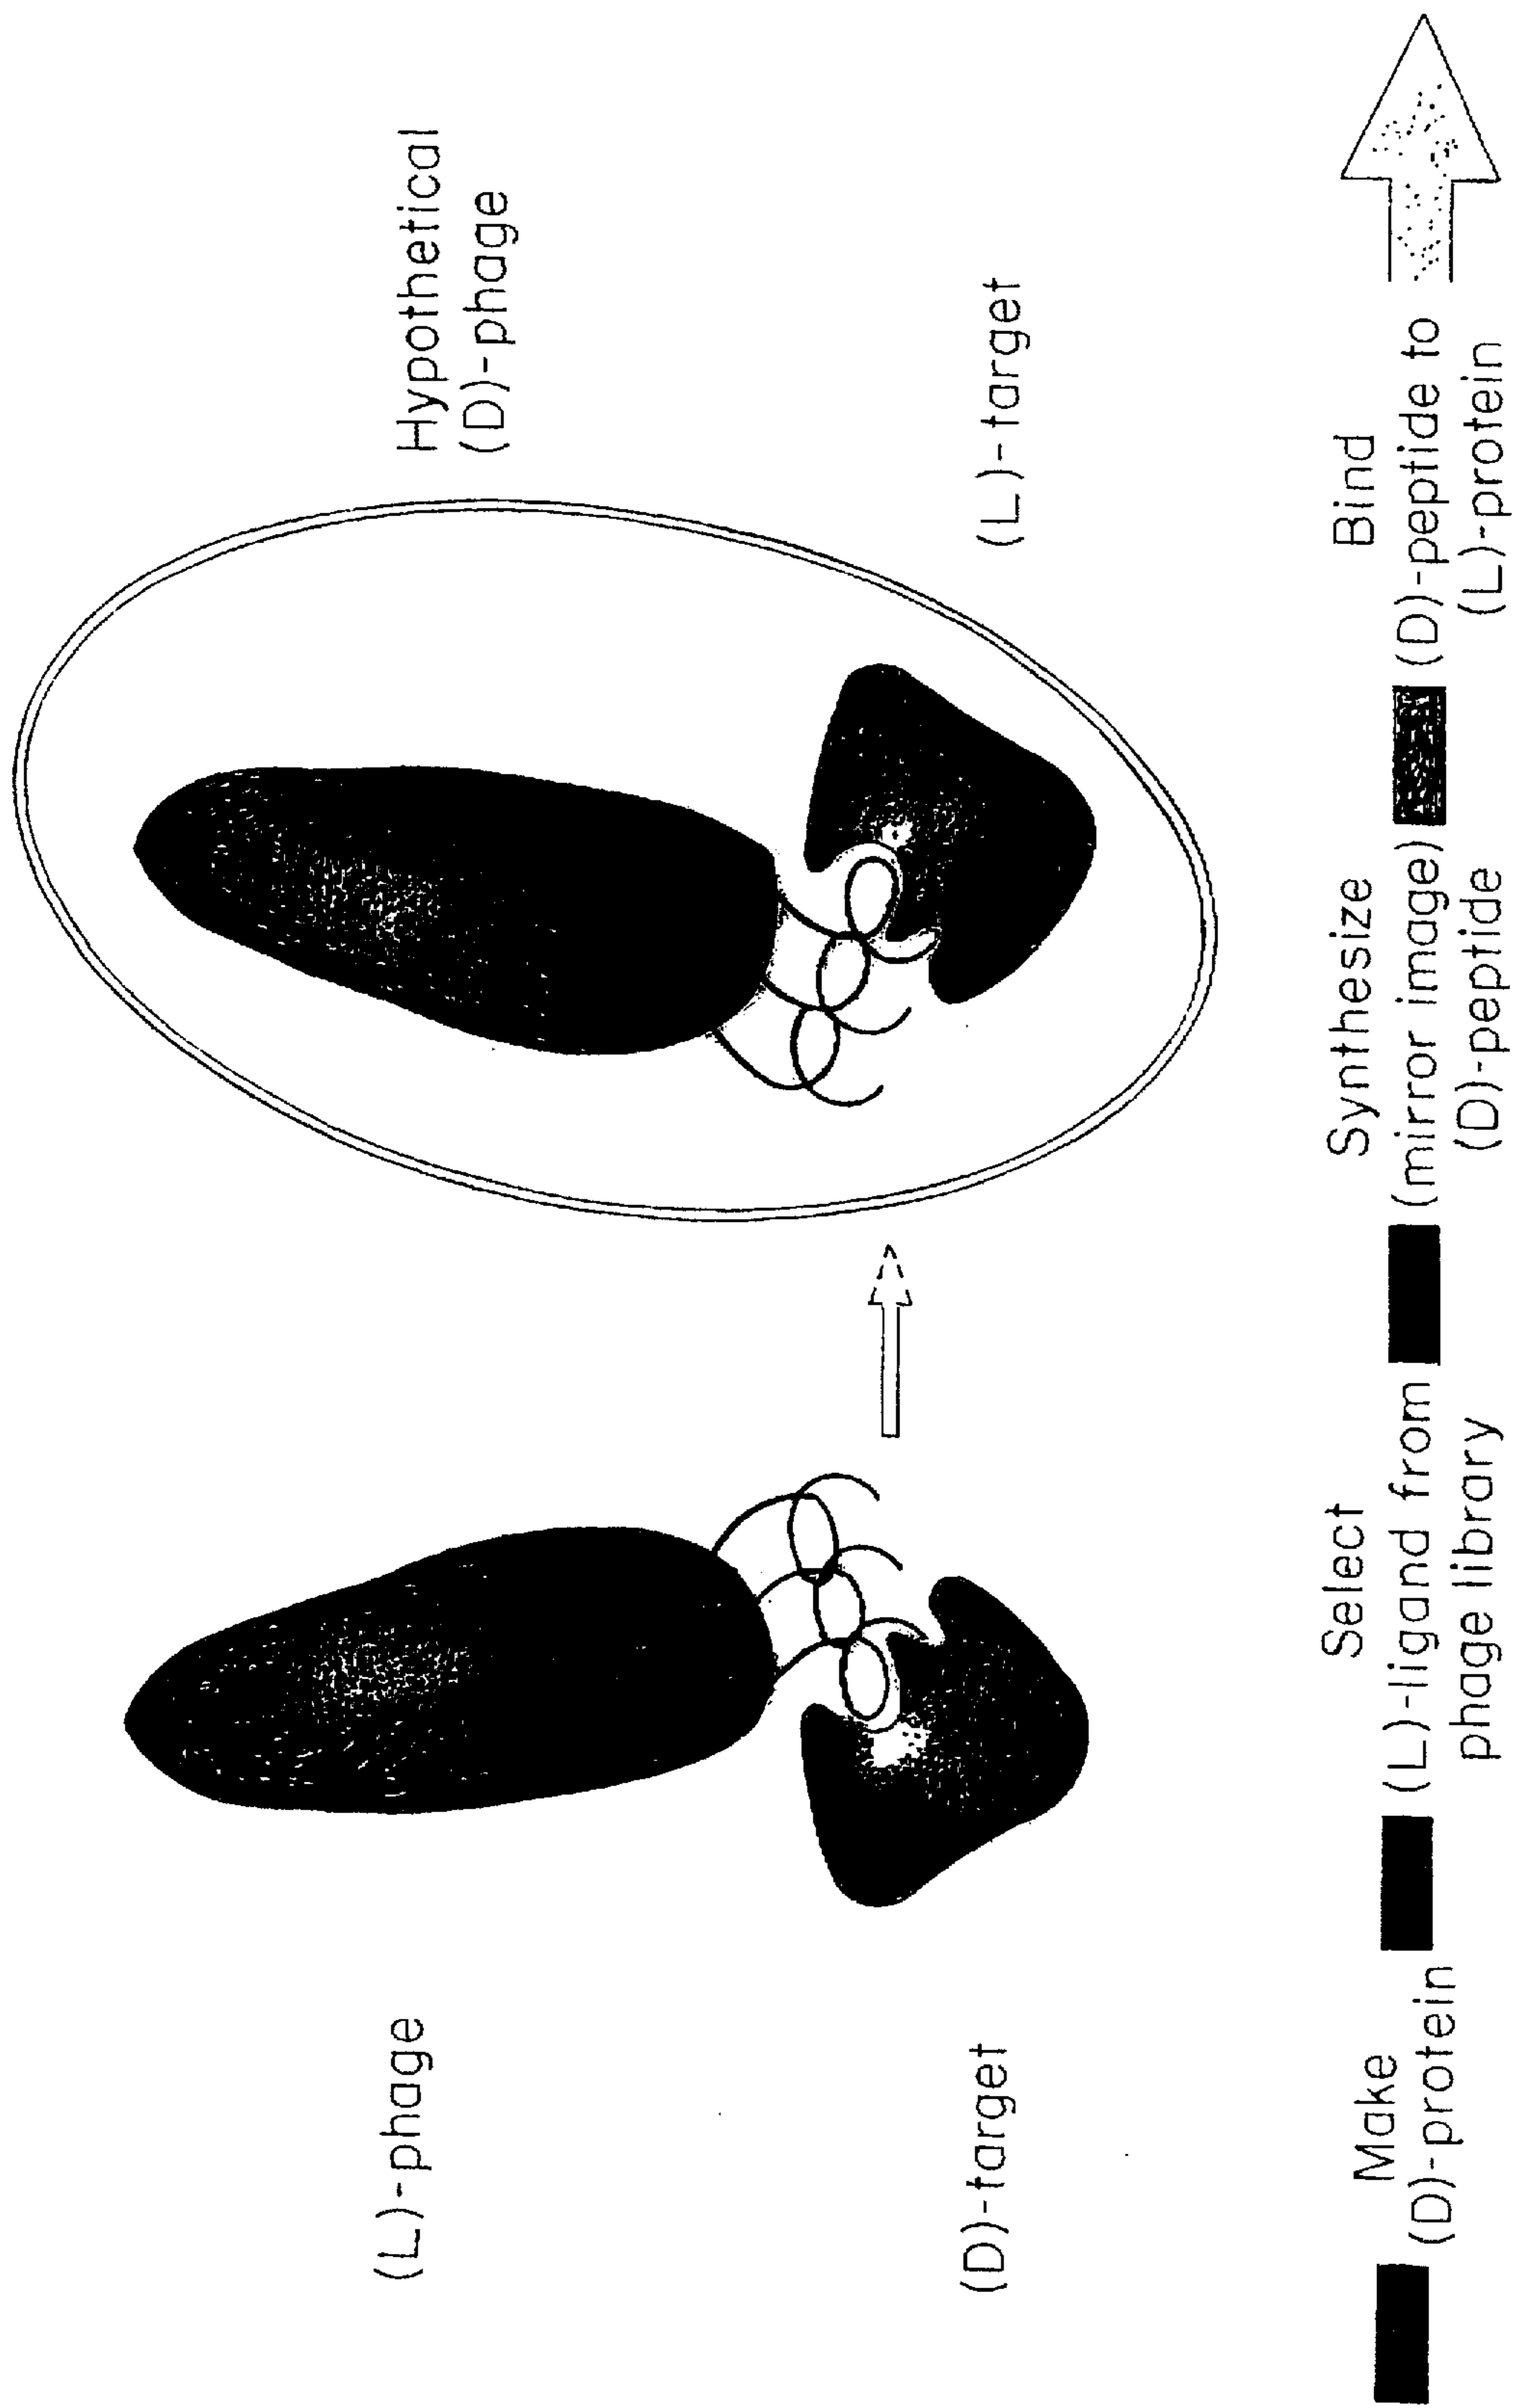 (L)-phage
Hypothetical
(D)-phage
(D)-target
(L)-target
Make
(D)-protein
Select
(L)-ligand from
phage library
Synthesize
(mirror image)
(D)-peptide
Bind
(D)-peptide to
(L)-protein